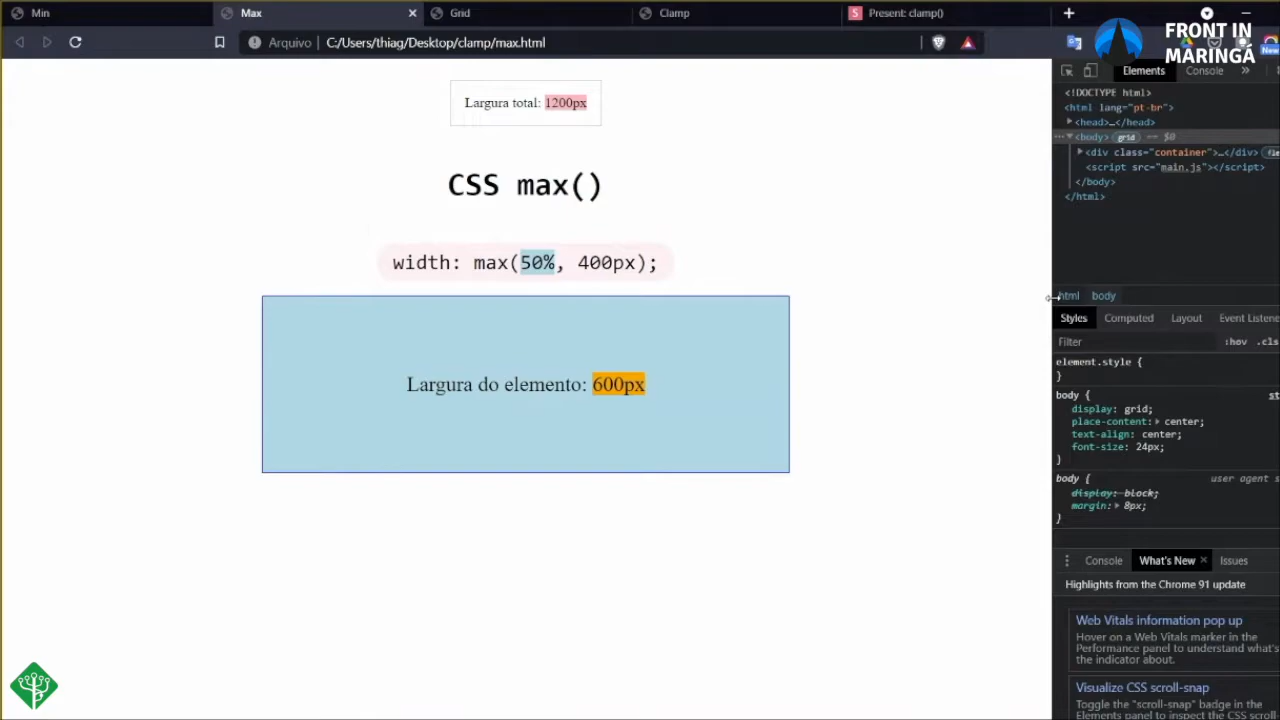 Min
Max
Grid
Clamp
S Present: clamp()
Arquivo C:/Users/thiag/Desktop/clamp/max.html
FRONT IN
MARINGÁ
New
Elements Console
Largura total: 1200px
CSS max()
width: max(50%, 400px);
Largura do elemento: 600px
<!DOCTYPE html>
<html lang="pt-br">
<head>…</head>
<body> grid == $0
<div class="container">…</div>
<script src="main.js"></script>
</body>
</html>
html body
Styles Computed Layout Event Listene
Filter :hov .cls
element.style {
}
body { st
display: grid;
place-content: center;
text-align: center;
font-size: 24px;
}
body { user agent s
display: block;
margin: 8px;
}
Console What's New Issues
Highlights from the Chrome 91 update
Web Vitals information pop up
Hover on a Web Vitals marker in the
Performance panel to understand what's
the indicator about.
Visualize CSS scroll-snap
Toggle the "scroll-snap" badge in the
Elements panel to inspect the CSS scroll